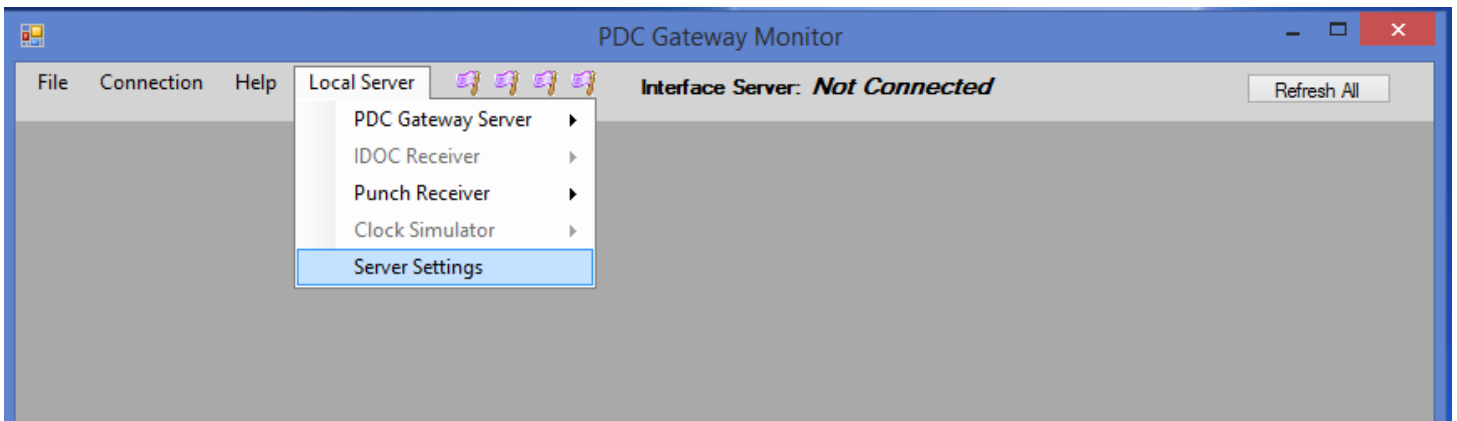 PDC Gateway Monitor
File Connection Help Local Server Interface Server: Not Connected Refresh All
PDC Gateway Server
IDOC Receiver
Punch Receiver
Clock Simulator
Server Settings